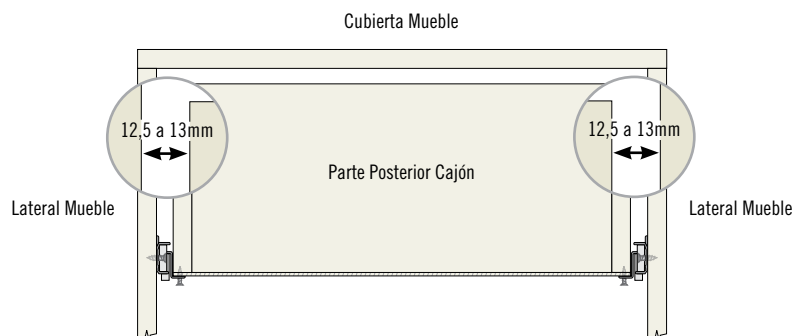 Cubierta Mueble
12,5 a 13mm
12,5 a 13mm
Parte Posterior Cajón
Lateral Mueble
Lateral Mueble